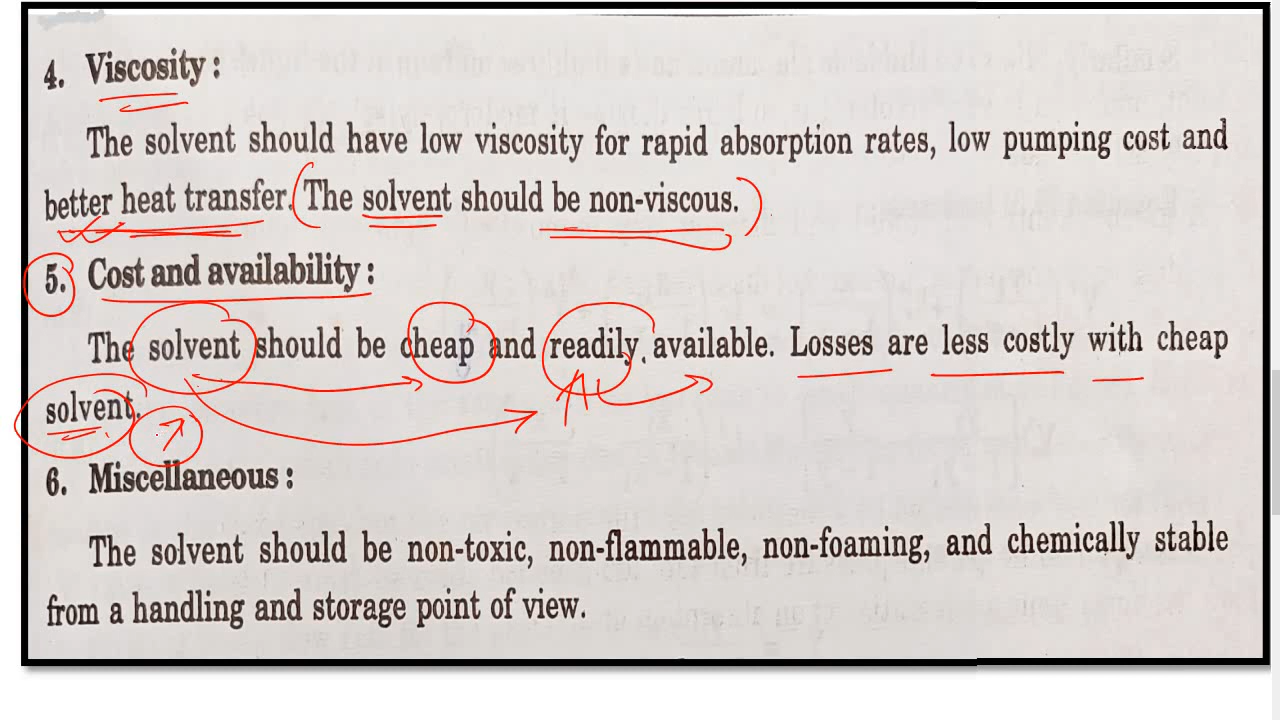 4. Viscosity :
The solvent should have low viscosity for rapid absorption rates, low pumping cost and
better heat transfer. (The solvent should be non-viscous.)
5. Cost and availability :
The solvent should be cheap and readily available. Losses are less costly with cheap
solvent.
6. Miscellaneous :
The solvent should be non-toxic, non-flammable, non-foaming, and chemically stable
from a handling and storage point of view.